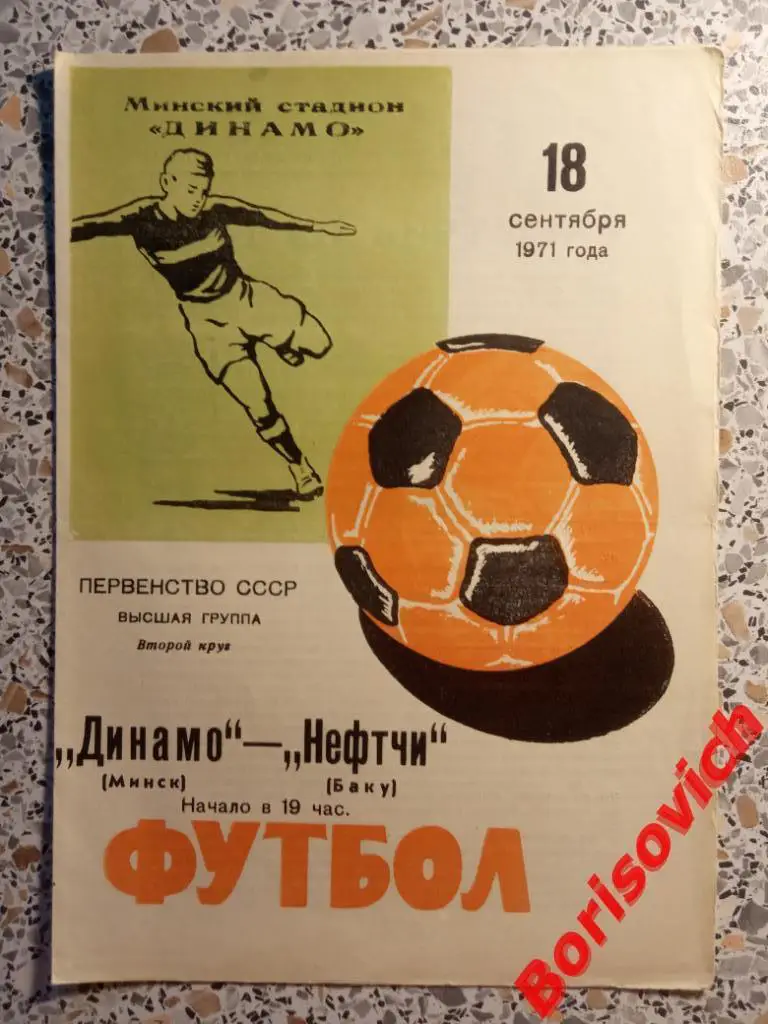 Минский стадион
«ДИНАМО»
18
сентября
1971 года
ПЕРВЕНСТВО СССР
ВЫСШАЯ ГРУППА
Второй круг
„Динамо“—„Нефтчи“
(Минск) (Баку)
Начало в 19 час.
ФУТБОЛ
Borisovich